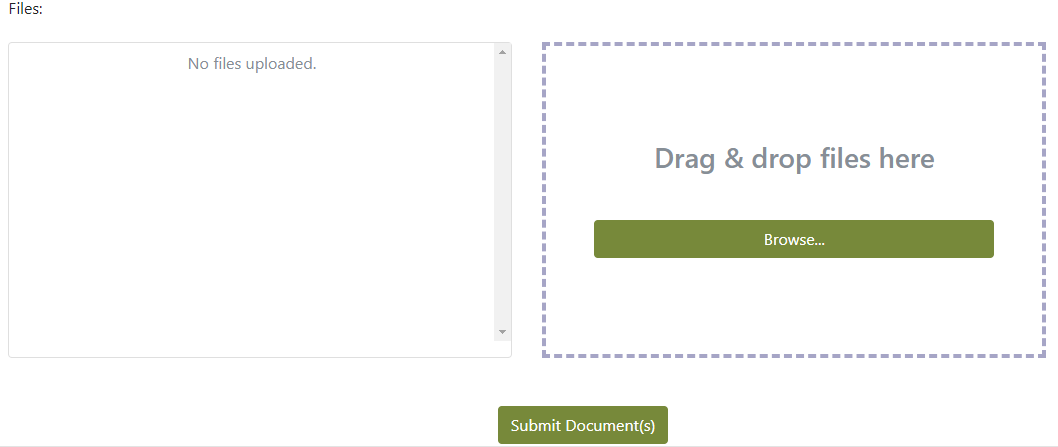 Files:
No files uploaded.
Drag & drop files here
Browse...
Submit Document(s)